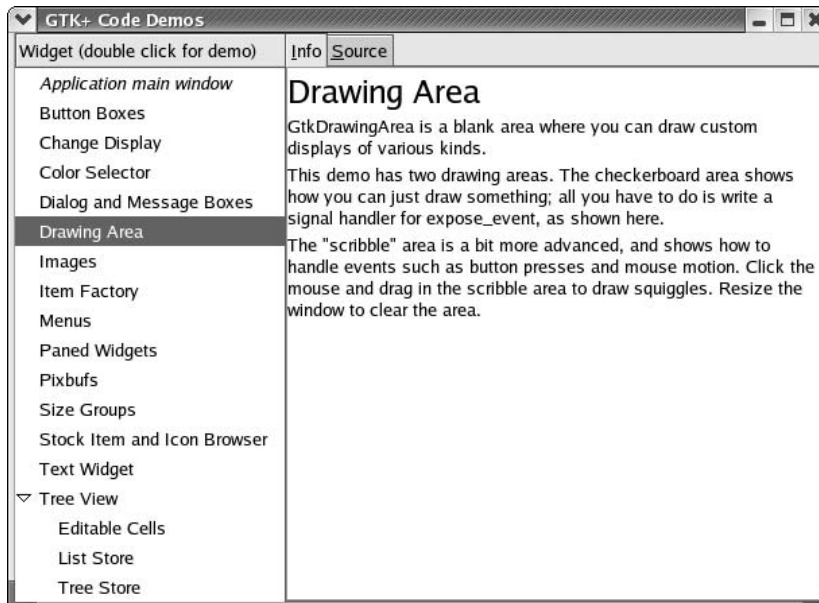 GTK+ Code Demos
Widget (double click for demo)
Info Source
Application main window
Button Boxes
Change Display
Color Selector
Dialog and Message Boxes
Drawing Area
Images
Item Factory
Menus
Paned Widgets
Pixbufs
Size Groups
Stock Item and Icon Browser
Text Widget
Tree View
Editable Cells
List Store
Tree Store
Drawing Area
GtkDrawingArea is a blank area where you can draw custom
displays of various kinds.
This demo has two drawing areas. The checkerboard area shows
how you can just draw something; all you have to do is write a
signal handler for expose_event, as shown here.
The "scribble" area is a bit more advanced, and shows how to
handle events such as button presses and mouse motion. Click the
mouse and drag in the scribble area to draw squiggles. Resize the
window to clear the area.